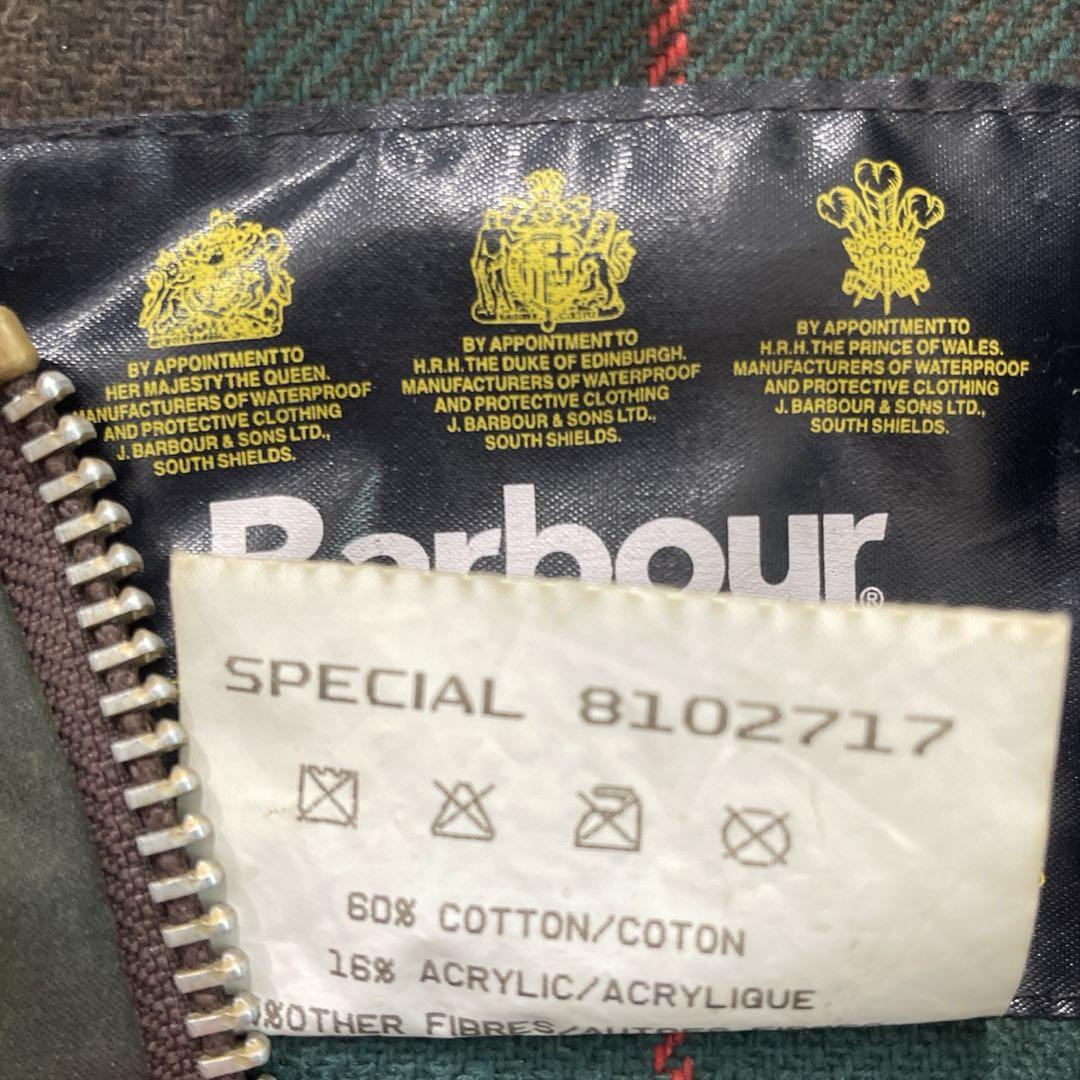 BY APPOINTMENT TO
HER MAJESTY THE QUEEN.
MANUFACTURERS OF WATERPROOF
AND PROTECTIVE CLOTHING
J. BARBOUR & SONS LTD.,
SOUTH SHIELDS.
BY APPOINTMENT TO
H.R.H. THE DUKE OF EDINBURGH.
MANUFACTURERS OF WATERPROOF
AND PROTECTIVE CLOTHING
J. BARBOUR & SONS LTD.,
SOUTH SHIELDS.
BY APPOINTMENT TO
H.R.H. THE PRINCE OF WALES.
MANUFACTURERS OF WATERPROOF
AND PROTECTIVE CLOTHING
J. BARBOUR & SONS LTD.,
SOUTH SHIELDS.
Barbour®
SPECIAL 8102717
60% COTTON/COTON
16% ACRYLIC/ACRYLIQUE
%OTHER FIBRES/AUTRES